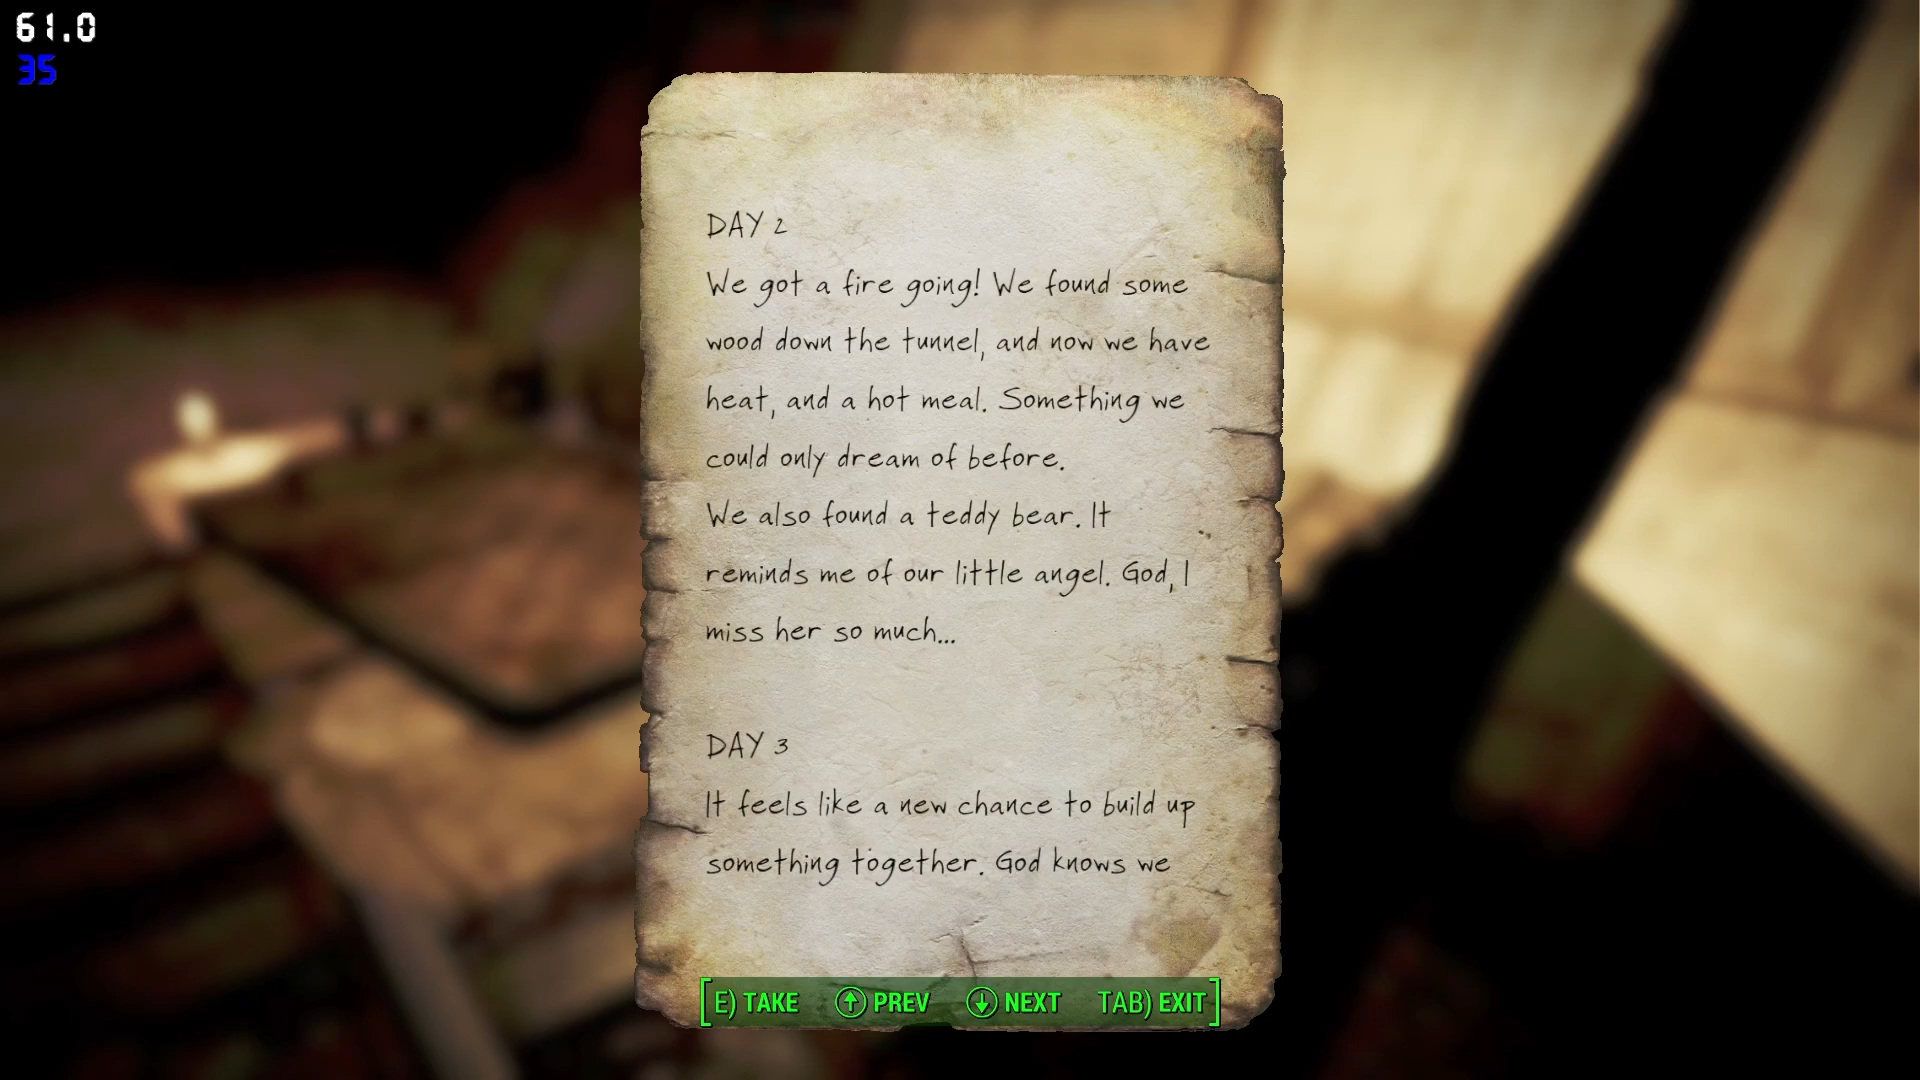 61.0
35
DAY 2
We got a fire going! We found some
wood down the tunnel, and now we have
heat, and a hot meal. Something we
could only dream of before.
We also found a teddy bear. It
reminds me of our little angel. God, I
miss her so much...
DAY 3
It feels like a new chance to build up
something together. God knows we
E) TAKE PREV NEXT TAB) EXIT